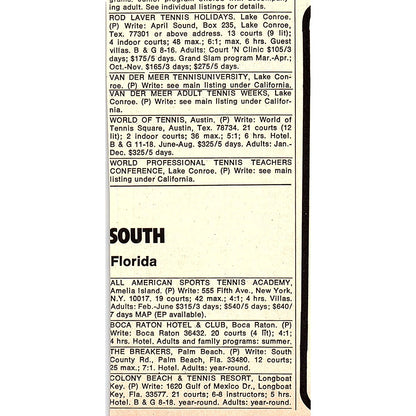 ing adult. See individual listings for details.
ROD LAVER TENNIS HOLIDAYS, Lake Conroe.
(P) Write: April Sound, Box 235, Lake Conroe,
Tex. 77301 or above address. 13 courts (9 lit);
4 indoor courts; 48 max.; 6:1; max. 6 hrs. Guest
villas. B & G 8-16. Adults: Court 'N Clinic $105/3
days; $175/5 days. Grand Slam program Mar.-Apr.;
Oct.-Nov. $165/3 days; $275/5 days.
VAN DER MEER TENNISUNIVERSITY, Lake Con-
roe. (P) Write: see main listing under California.
VAN DER MEER ADULT TENNIS WEEKS, Lake
Conroe. (P) Write: see main listing under Califor-
nia.
WORLD OF TENNIS, Austin, (P) Write: World of
Tennis Square, Austin, Tex. 78734. 21 courts (12
lit); 2 indoor courts; 36 max.; 5:1; 6 hrs. Hotel.
B & G 11-18. June-Aug. $325/5 days. Adults: Jan.-
Dec. $325/5 days.
WORLD PROFESSIONAL TENNIS TEACHERS
CONFERENCE, Lake Conroe. (P) Write: see main
listing under California.
SOUTH
Florida
ALL AMERICAN SPORTS TENNIS ACADEMY,
Amelia Island. (P) Write: 555 Fifth Ave., New York,
N.Y. 10017. 19 courts; 42 max.; 4:1; 4 hrs. Villas.
Adults: Feb.-June $315/3 days; $540/5 days; $640/
7 days MAP (EP available).
BOCA RATON HOTEL & CLUB, Boca Raton. (P)
Write: Boca Raton 36432. 20 courts (4 lit); 4:1;
4 hrs. Hotel. Adults and family programs: summer.
THE BREAKERS, Palm Beach. (P) Write: South
County Rd., Palm Beach, Fla. 33480. 12 courts;
25 max.; 7:1. Hotel. Adults: year-round.
COLONY BEACH & TENNIS RESORT, Longboat
Key. (P) Write: 1620 Gulf of Mexico Dr., Longboat
Key, Fla. 33577. 21 courts; 6-8 instructors; 5 hrs.
Hotel. B & G 8-18. year-round. Adults: year-round.